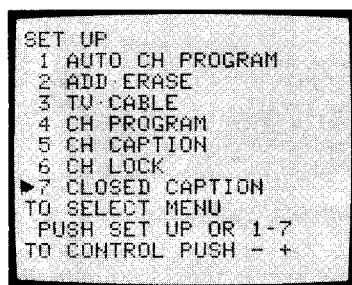 SET UP
1 AUTO CH PROGRAM
2 ADD·ERASE
3 TV·CABLE
4 CH PROGRAM
5 CH CAPTION
6 CH LOCK
▶7 CLOSED CAPTION
TO SELECT MENU
PUSH SET UP OR 1-7
TO CONTROL PUSH - +